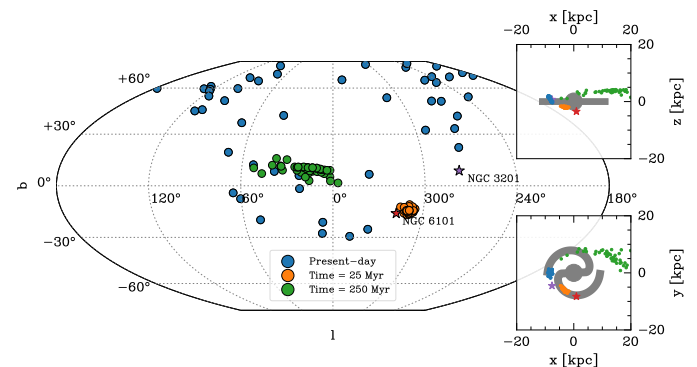 x [kpc]
−20 0 20
20
0
−20
z [kpc]
+60°
+30°
0°
−30°
−60°
b
120° 60° 0° 300° 240° 180°
NGC 3201
NGC 6101
Present-day
Time = 25 Myr
Time = 250 Myr
l
20
0
−20
y [kpc]
−20 0 20
x [kpc]